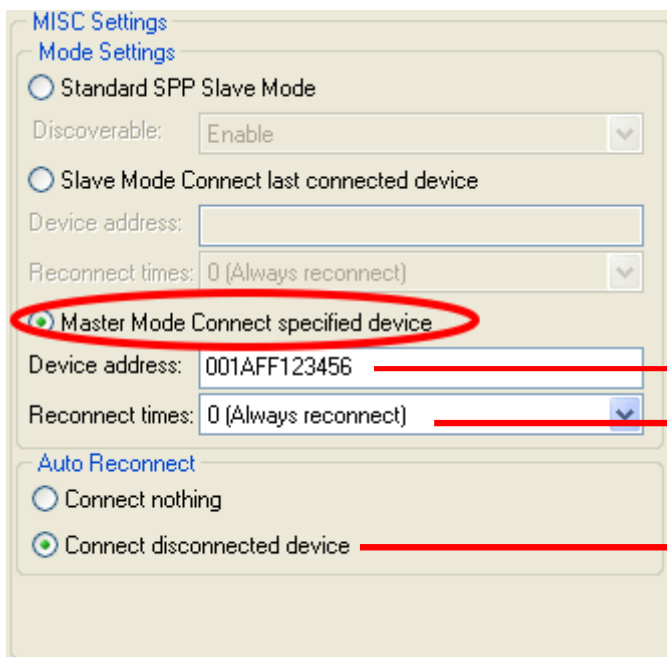 MISC Settings
Mode Settings
Standard SPP Slave Mode
Discoverable: Enable
Slave Mode Connect last connected device
Device address:
Reconnect times: 0 (Always reconnect)
Master Mode Connect specified device
Device address: 001AFF123456
Reconnect times: 0 (Always reconnect)
Auto Reconnect
Connect nothing
Connect disconnected device